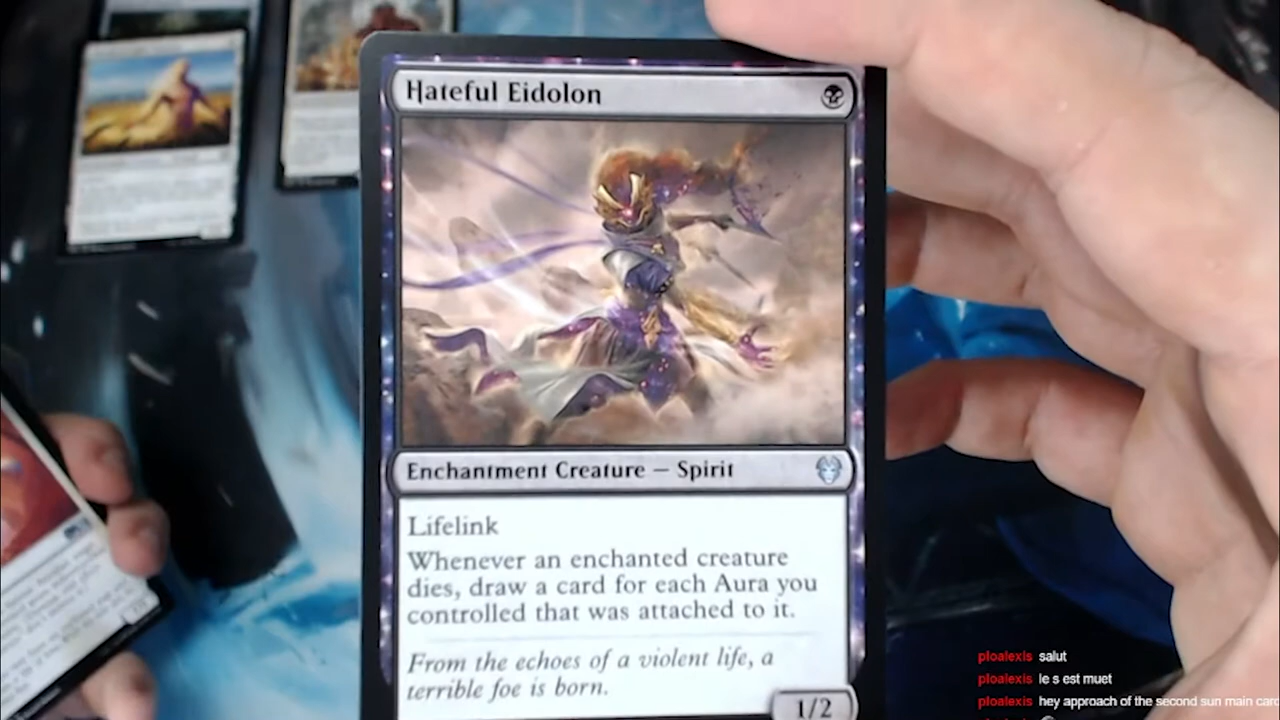 Hateful Eidolon
Enchantment Creature — Spirit
Lifelink
Whenever an enchanted creature
dies, draw a card for each Aura you
controlled that was attached to it.
From the echoes of a violent life, a
terrible foe is born.
1/2
ploalexis salut
ploalexis le s est muet
ploalexis hey approach of the second sun main card